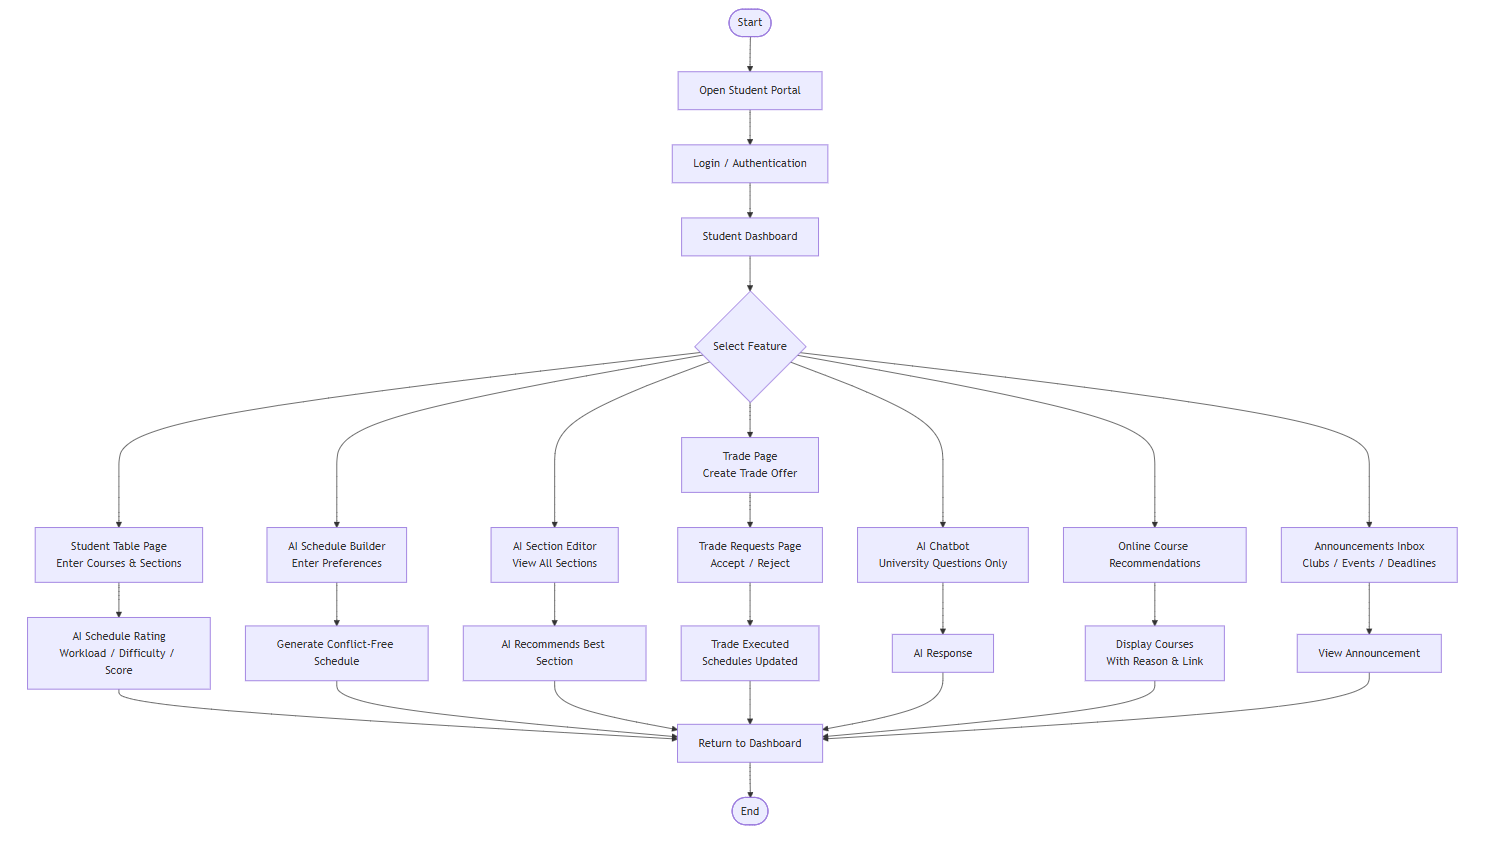 Start
Open Student Portal
Login / Authentication
Student Dashboard
Select Feature
Trade Page
Create Trade Offer
Student Table Page
Enter Courses & Sections
AI Schedule Builder
Enter Preferences
AI Section Editor
View All Sections
Trade Requests Page
Accept / Reject
AI Chatbot
University Questions Only
Online Course
Recommendations
Announcements Inbox
Clubs / Events / Deadlines
AI Schedule Rating
Workload / Difficulty /
Score
Generate Conflict-Free
Schedule
AI Recommends Best
Section
Trade Executed
Schedules Updated
AI Response
Display Courses
With Reason & Link
View Announcement
Return to Dashboard
End